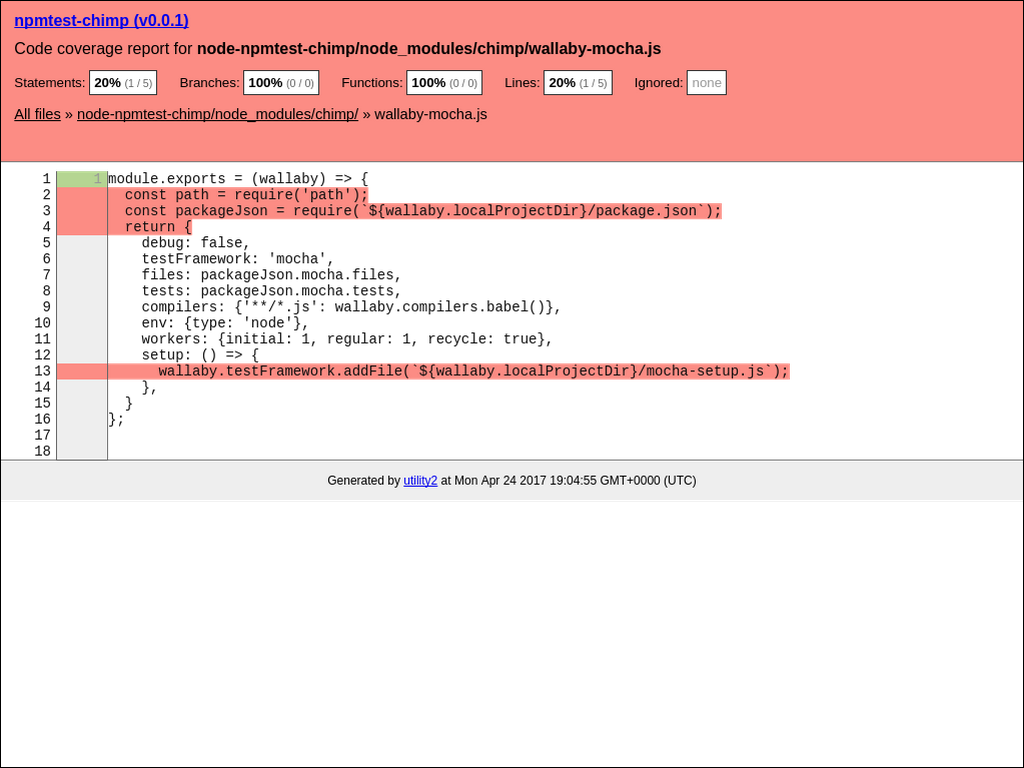 npmtest-chimp (v0.0.1)
Code coverage report for node-npmtest-chimp/node_modules/chimp/wallaby-mocha.js
Statements: 20% (1 / 5) Branches: 100% (0 / 0) Functions: 100% (0 / 0) Lines: 20% (1 / 5) Ignored: none
All files » node-npmtest-chimp/node_modules/chimp/ » wallaby-mocha.js
1 1 module.exports = (wallaby) => {
2   const path = require('path');
3   const packageJson = require(`${wallaby.localProjectDir}/package.json`);
4   return {
5     debug: false,
6     testFramework: 'mocha',
7     files: packageJson.mocha.files,
8     tests: packageJson.mocha.tests,
9     compilers: {'**/*.js': wallaby.compilers.babel()},
10     env: {type: 'node'},
11     workers: {initial: 1, regular: 1, recycle: true},
12     setup: () => {
13       wallaby.testFramework.addFile(`${wallaby.localProjectDir}/mocha-setup.js`);
14     },
15   }
16 };
17
18
Generated by utility2 at Mon Apr 24 2017 19:04:55 GMT+0000 (UTC)